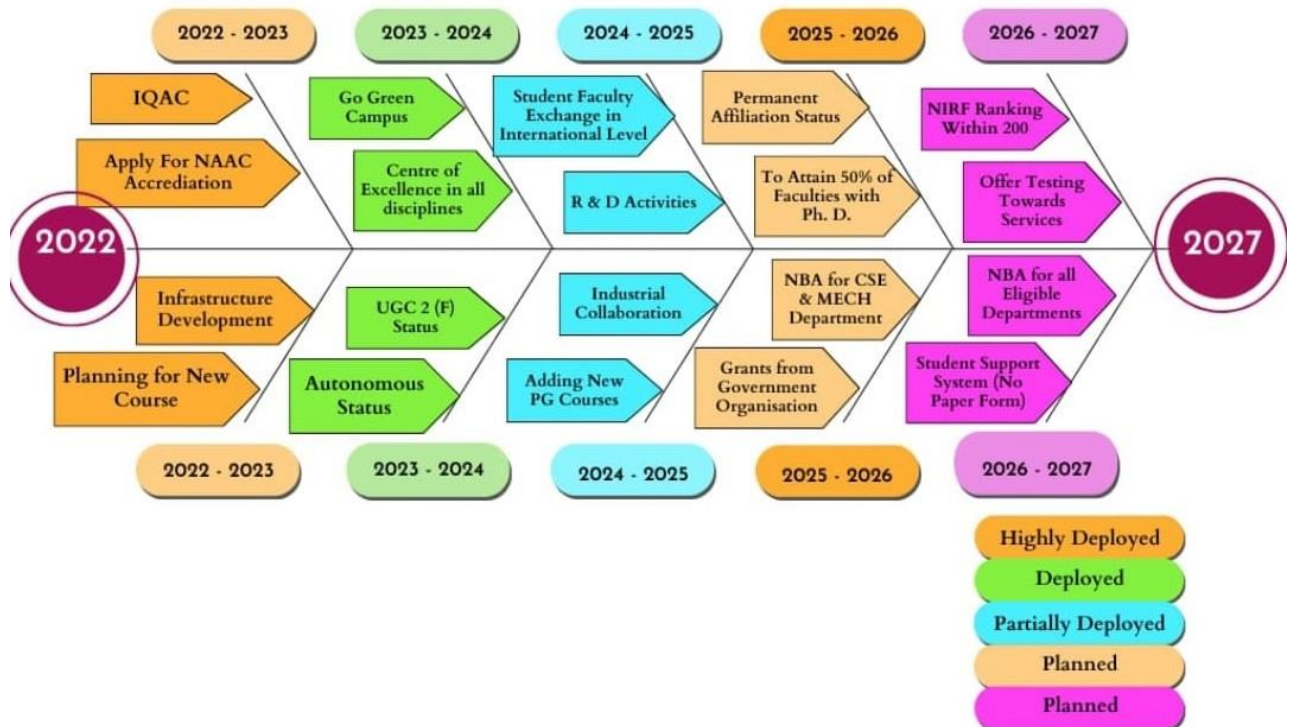 2022 - 2023
2023 - 2024
2024 - 2025
2025 - 2026
2026 - 2027
IQAC
Apply For NAAC
Accrediation
Go Green
Campus
Centre of
Excellence in all
disciplines
Student Faculty
Exchange in
International Level
R & D Activities
Permanent
Affiliation Status
To Attain 50% of
Faculties with
Ph. D.
NIRF Ranking
Within 200
Offer Testing
Towards
Services
2022
2027
Infrastructure
Development
Planning for New
Course
UGC 2 (F)
Status
Autonomous
Status
Industrial
Collaboration
Adding New
PG Courses
NBA for CSE
& MECH
Department
Grants from
Government
Organisation
NBA for all
Eligible
Departments
Student Support
System (No
Paper Form)
2022 - 2023
2023 - 2024
2024 - 2025
2025 - 2026
2026 - 2027
Highly Deployed
Deployed
Partially Deployed
Planned
Planned